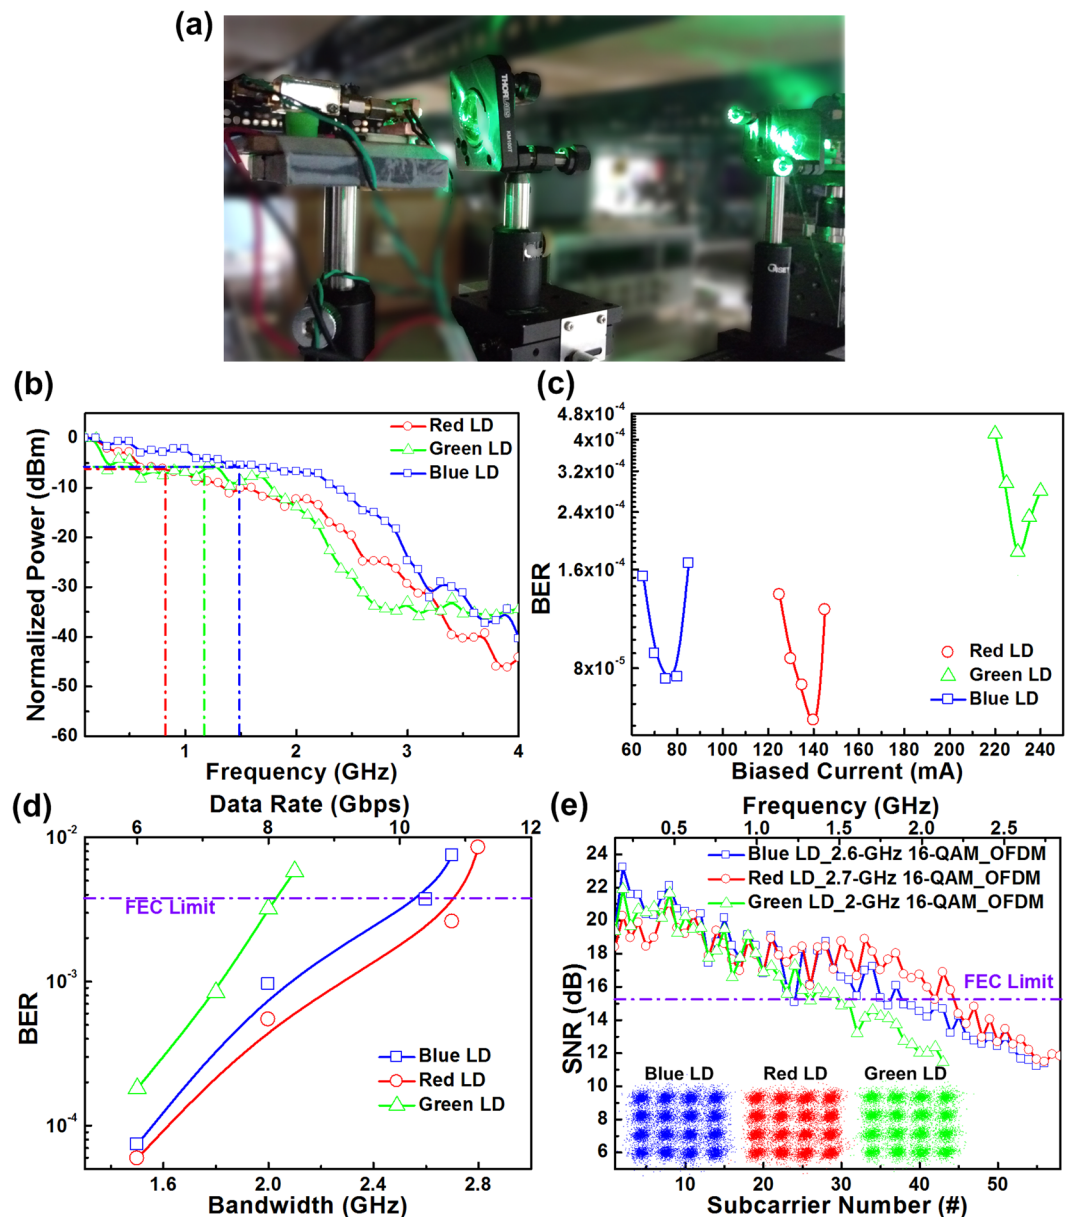 (a)
THORLABS
(b)
Red LD
Green LD
Blue LD
0
-10
-20
-30
-40
-50
-60
1
2
3
4
Normalized Power (dBm)
Frequency (GHz)
(c)
4.8x10-4
4x10-4
3.2x10-4
2.4x10-4
1.6x10-4
8x10-5
BER
Red LD
Green LD
Blue LD
60 80 100 120 140 160 180 200 220 240
Biased Current (mA)
(d)
Data Rate (Gbps)
6 7 8 9 10 11 12
10-2
10-3
10-4
BER
FEC Limit
Blue LD
Red LD
Green LD
1.6 2.0 2.4 2.8
Bandwidth (GHz)
(e)
Frequency (GHz)
0.5 1.0 1.5 2.0 2.5
24
22
20
18
16
14
12
10
8
6
SNR (dB)
Blue LD_2.6-GHz 16-QAM_OFDM
Red LD_2.7-GHz 16-QAM_OFDM
Green LD_2-GHz 16-QAM_OFDM
FEC Limit
Blue LD Red LD Green LD
10 20 30 40 50
Subcarrier Number (#)